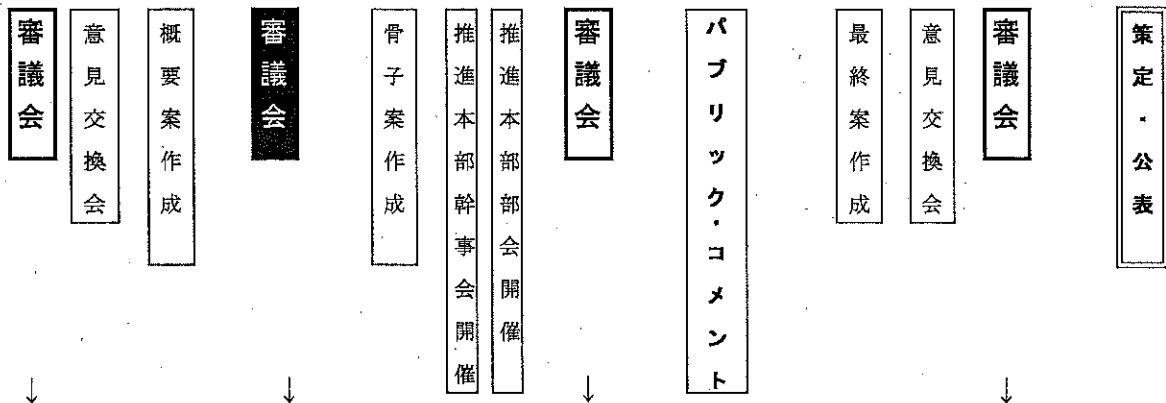 審議会
意見交換会
概要案作成
審議会
骨子案作成
推進本部幹事会開催
推進本部部会開催
審議会
パブリック・コメント
最終案作成
意見交換会
審議会
策定・公表